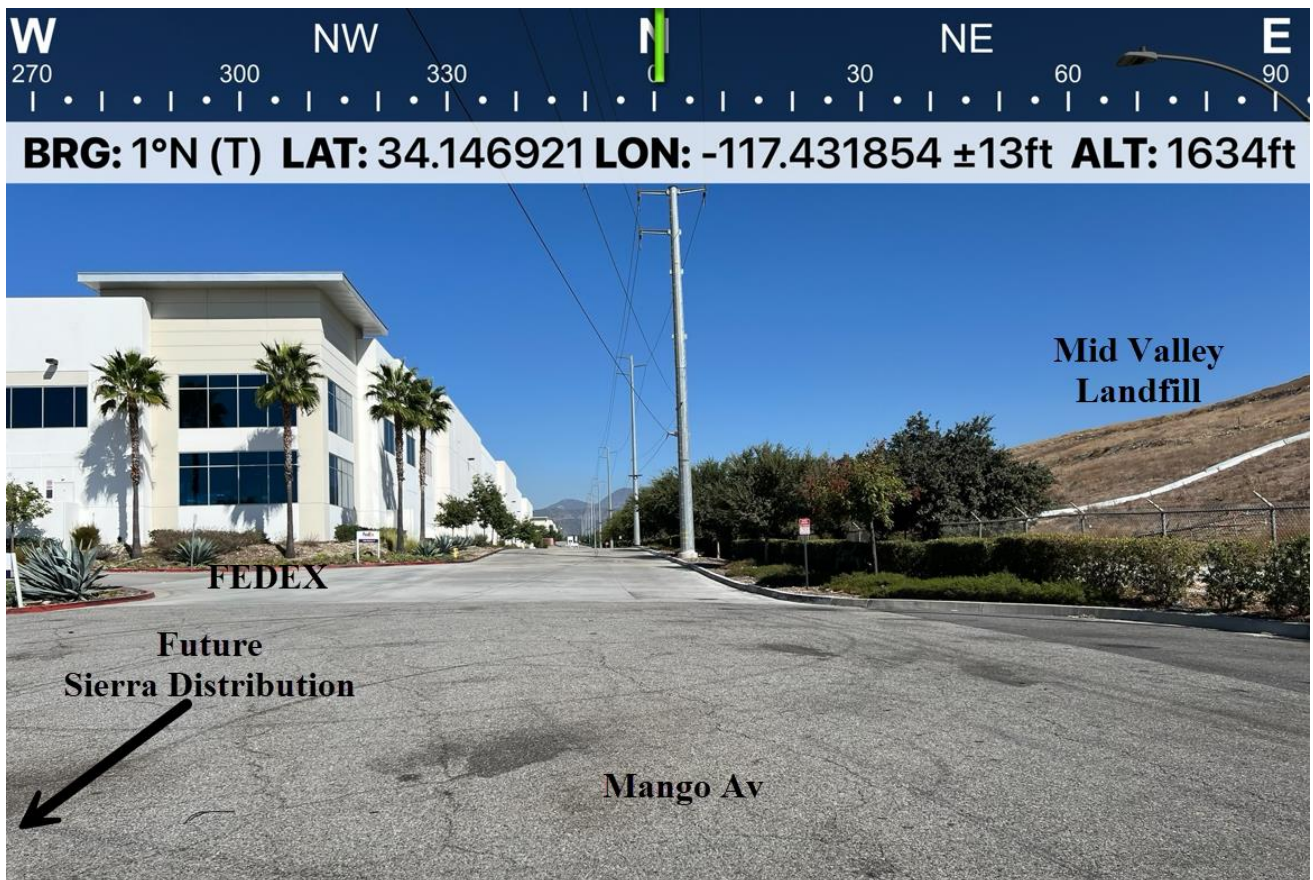 W NW N NE E
270 300 330 0 30 60 90
BRG: 1°N (T) LAT: 34.146921 LON: -117.431854 ±13ft ALT: 1634ft
Mid Valley
Landfill
FedEx
FEDEX
Future
Sierra Distribution
Mango Av